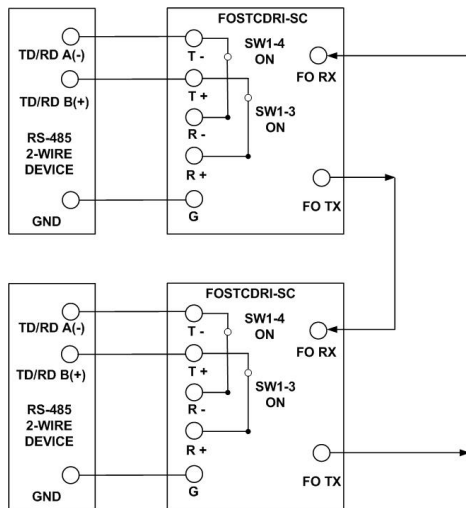 FOSTCDRI-SC
TD/RD A(-)
T -
SW1-4
ON
FO RX
TD/RD B(+)
T +
SW1-3
ON
RS-485
2-WIRE
DEVICE
R -
R +
FO TX
GND
G
FOSTCDRI-SC
TD/RD A(-)
T -
SW1-4
ON
FO RX
TD/RD B(+)
T +
SW1-3
ON
RS-485
2-WIRE
DEVICE
R -
R +
FO TX
GND
G